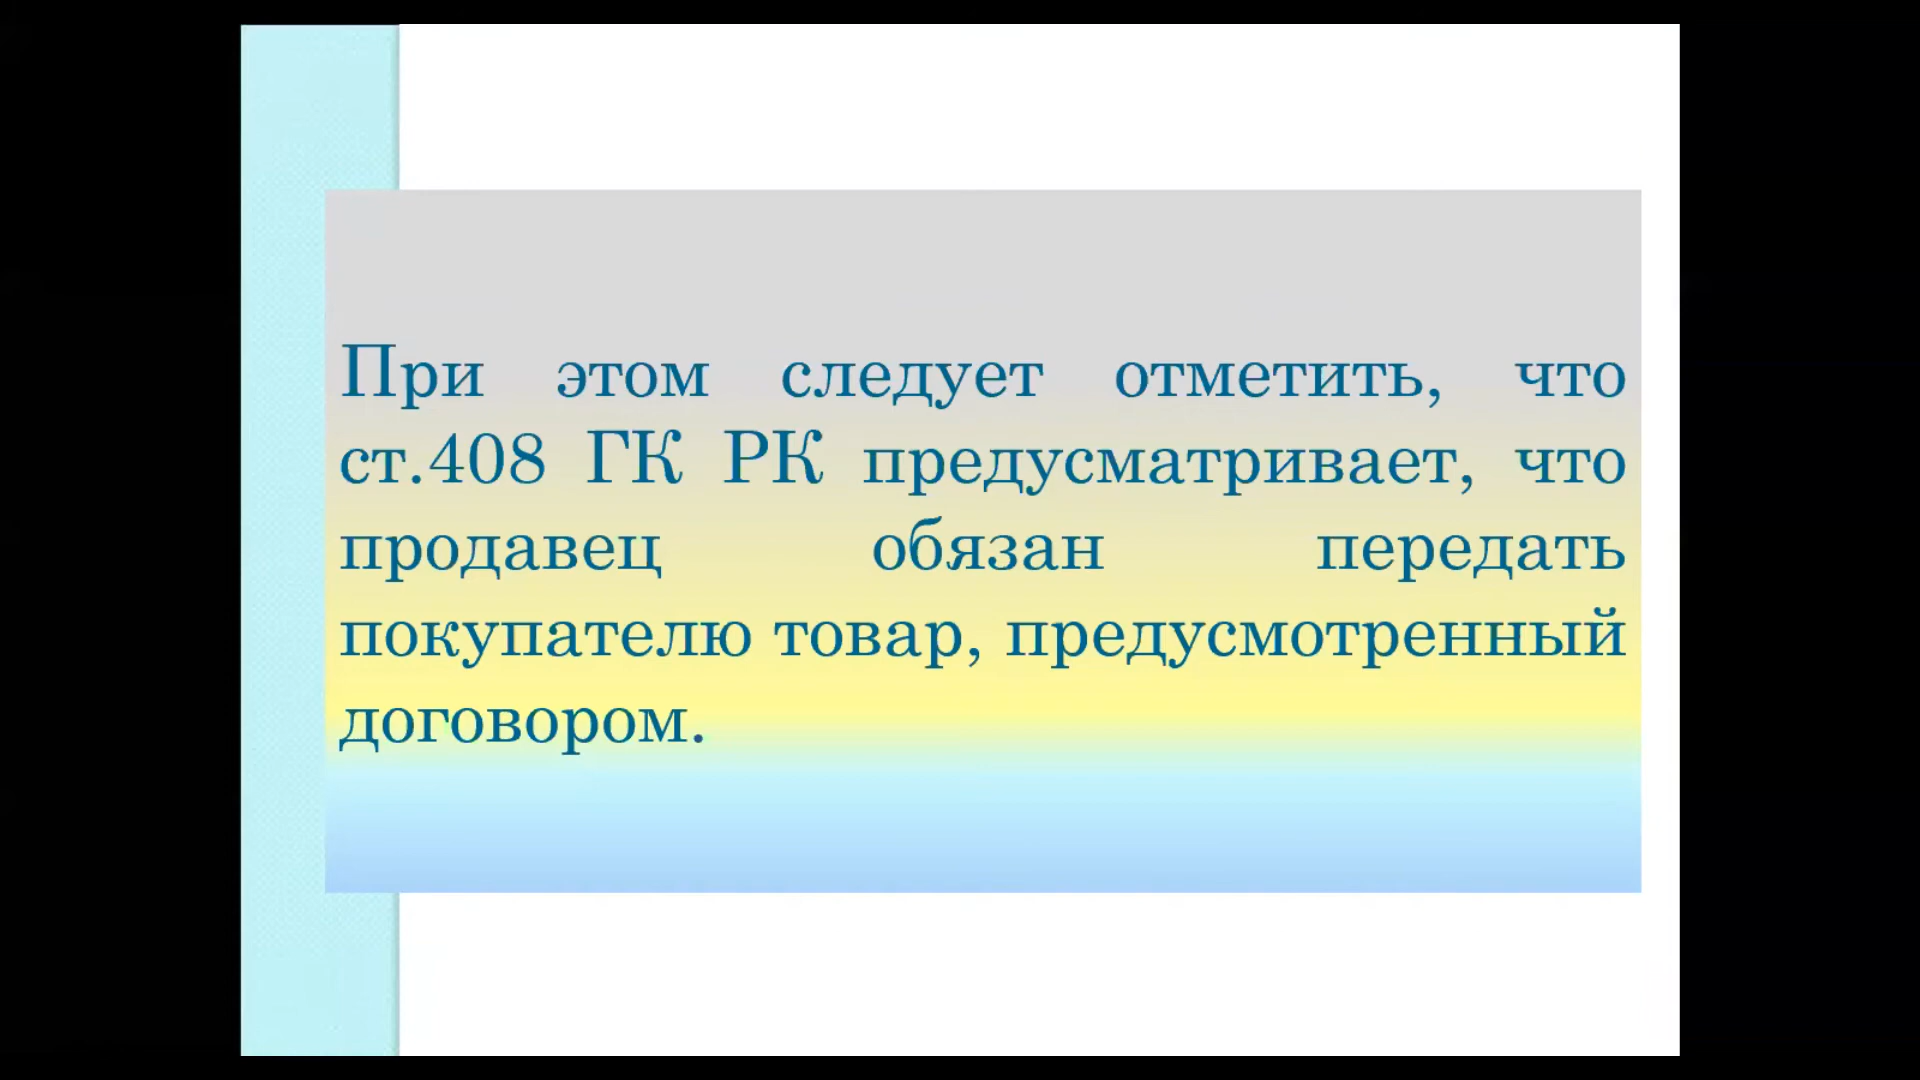 При этом следует отметить, что
ст.408 ГК РК предусматривает, что
продавец обязан передать
покупателю товар, предусмотренный
договором.